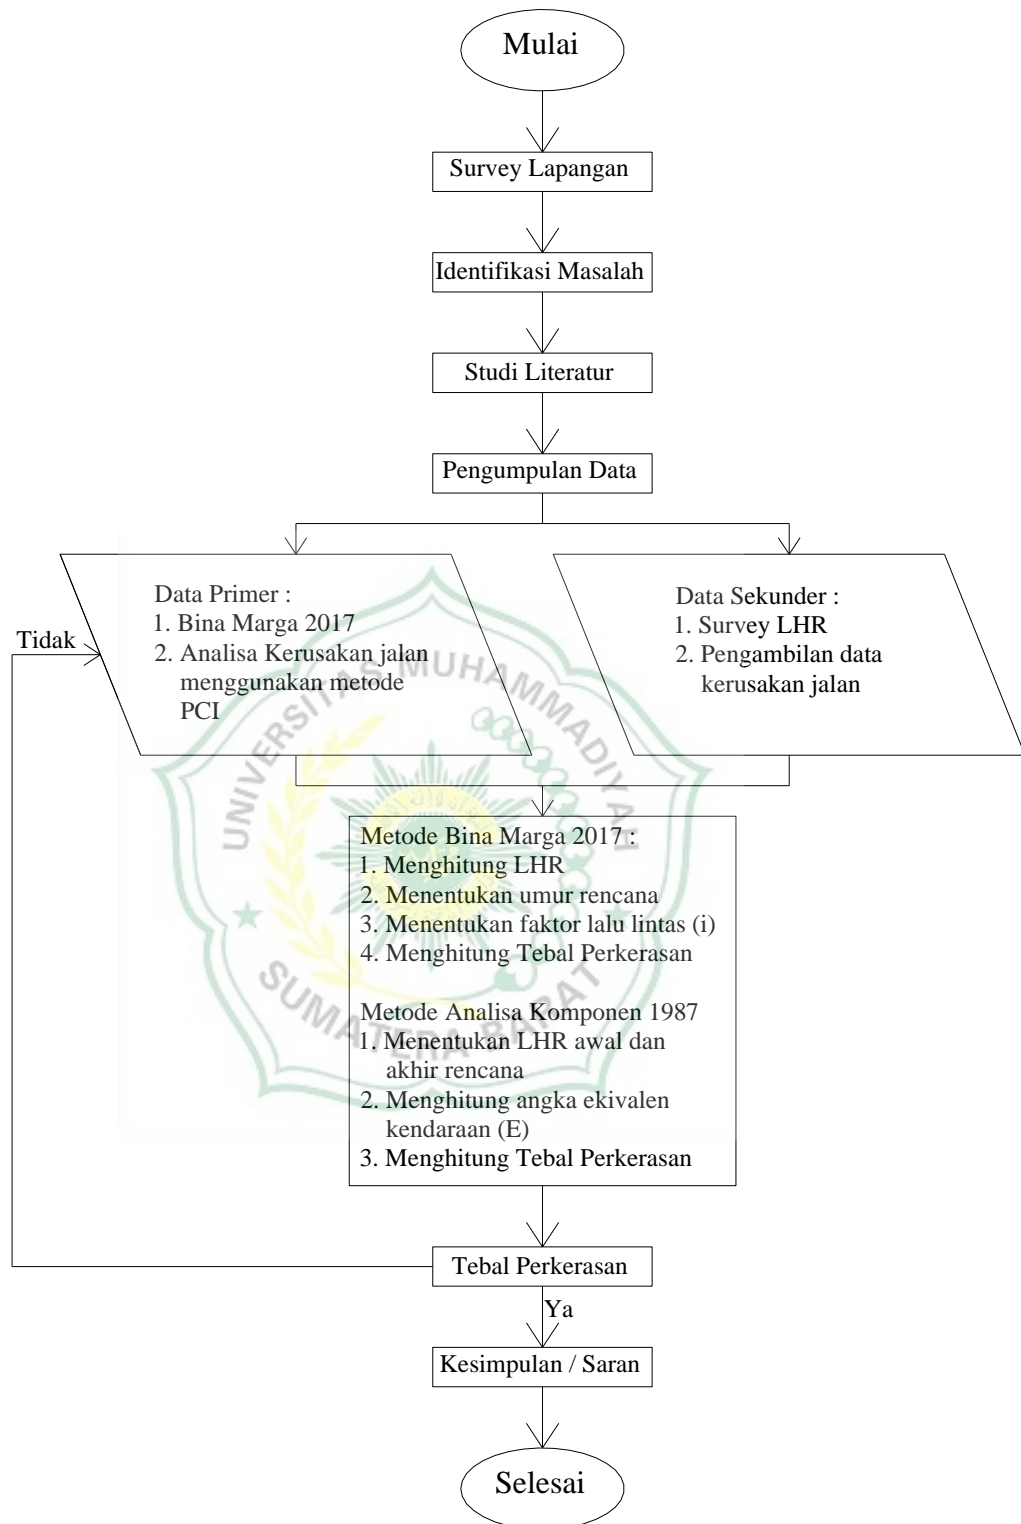 Mulai
Survey Lapangan
Identifikasi Masalah
Studi Literatur
Pengumpulan Data
Data Primer :
1. Bina Marga 2017
2. Analisa Kerusakan jalan
menggunakan metode
PCI
Data Sekunder :
1. Survey LHR
2. Pengambilan data
kerusakan jalan
Tidak
UNIVERSITAS MUHAMMADIYAH
SUMATERA BARAT
Metode Bina Marga 2017 :
1. Menghitung LHR
2. Menentukan umur rencana
3. Menentukan faktor lalu lintas (i)
4. Menghitung Tebal Perkerasan
Metode Analisa Komponen 1987
1. Menentukan LHR awal dan
akhir rencana
2. Menghitung angka ekivalen
kendaraan (E)
3. Menghitung Tebal Perkerasan
Tebal Perkerasan
Ya
Kesimpulan / Saran
Selesai